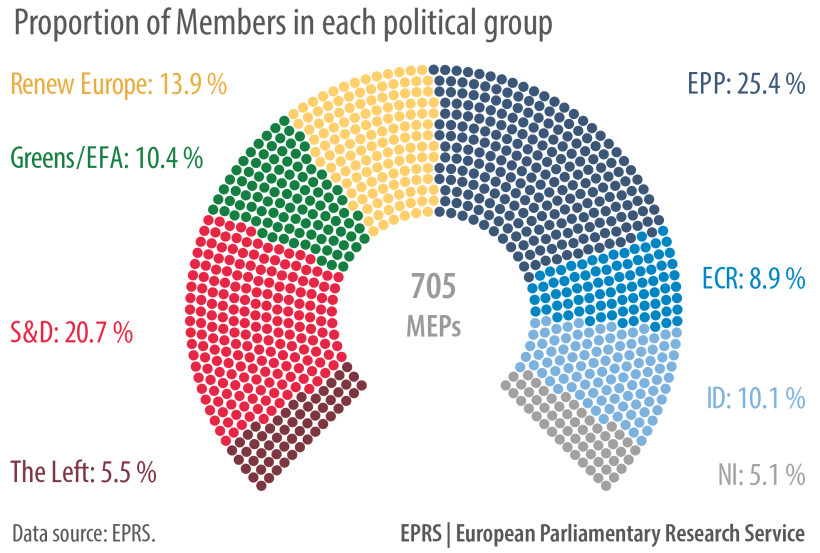 Proportion of Members in each political group
Renew Europe: 13.9 %
EPP: 25.4 %
Greens/EFA: 10.4 %
705
MEPs
ECR: 8.9 %
S&D: 20.7 %
ID: 10.1 %
The Left: 5.5 %
NI: 5.1 %
Data source: EPRS.
EPRS | European Parliamentary Research Service